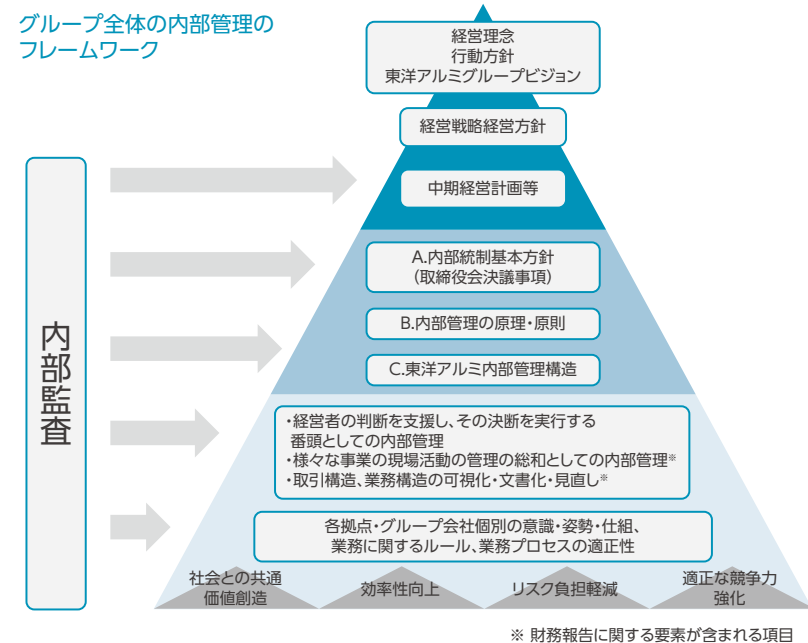 グループ全体の内部管理の
フレームワーク
経営理念
行動方針
東洋アルミグループビジョン
経営戦略経営方針
中期経営計画等
内部監査
A.内部統制基本方針
（取締役会決議事項）
B.内部管理の原理・原則
C.東洋アルミ内部管理構造
・経営者の判断を支援し、その決断を実行する
番頭としての内部管理
・様々な事業の現場活動の管理の総和としての内部管理※
・取引構造、業務構造の可視化・文書化・見直し※
各拠点・グループ会社個別の意識・姿勢・仕組、
業務に関するルール、業務プロセスの適正性
社会との共通
価値創造
効率性向上
リスク負担軽減
適正な競争力
強化
※ 財務報告に関する要素が含まれる項目